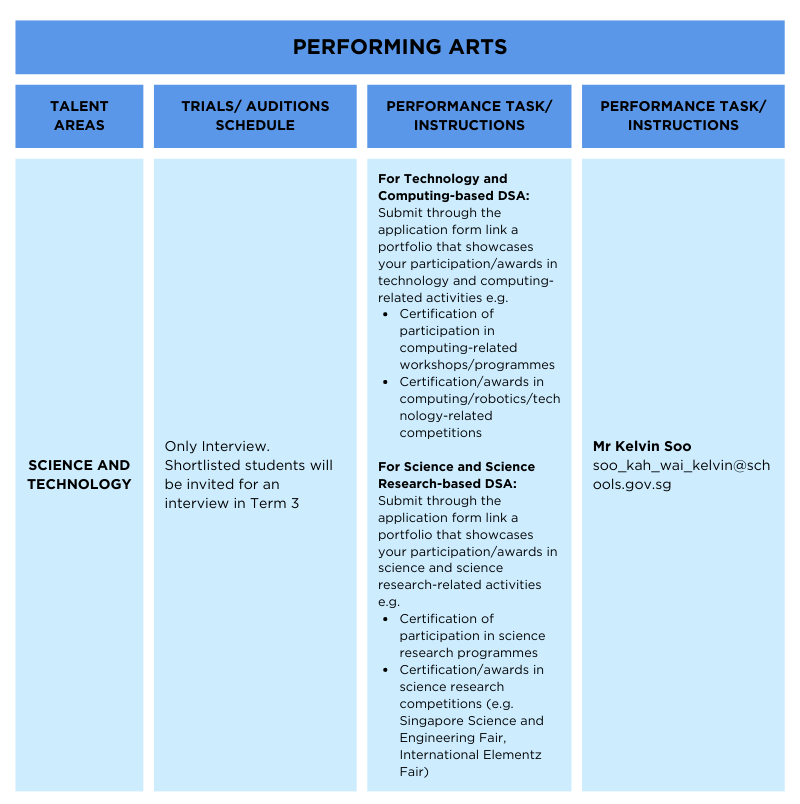 PERFORMING ARTS
TALENT
AREAS
TRIALS/ AUDITIONS
SCHEDULE
PERFORMANCE TASK/
INSTRUCTIONS
PERFORMANCE TASK/
INSTRUCTIONS
SCIENCE AND
TECHNOLOGY
Only Interview.
Shortlisted students will
be invited for an
interview in Term 3
For Technology and
Computing-based DSA:
Submit through the
application form link a
portfolio that showcases
your participation/awards in
technology and computing-
related activities e.g.
• Certification of
participation in
computing-related
workshops/programmes
• Certification/awards in
computing/robotics/tech
nology-related
competitions
For Science and Science
Research-based DSA:
Submit through the
application form link a
portfolio that showcases
your participation/awards in
science and science
research-related activities
e.g.
• Certification of
participation in science
research programmes
• Certification/awards in
science research
competitions (e.g.
Singapore Science and
Engineering Fair,
International Elementz
Fair)
Mr Kelvin Soo
soo_kah_wai_kelvin@sch
ools.gov.sg